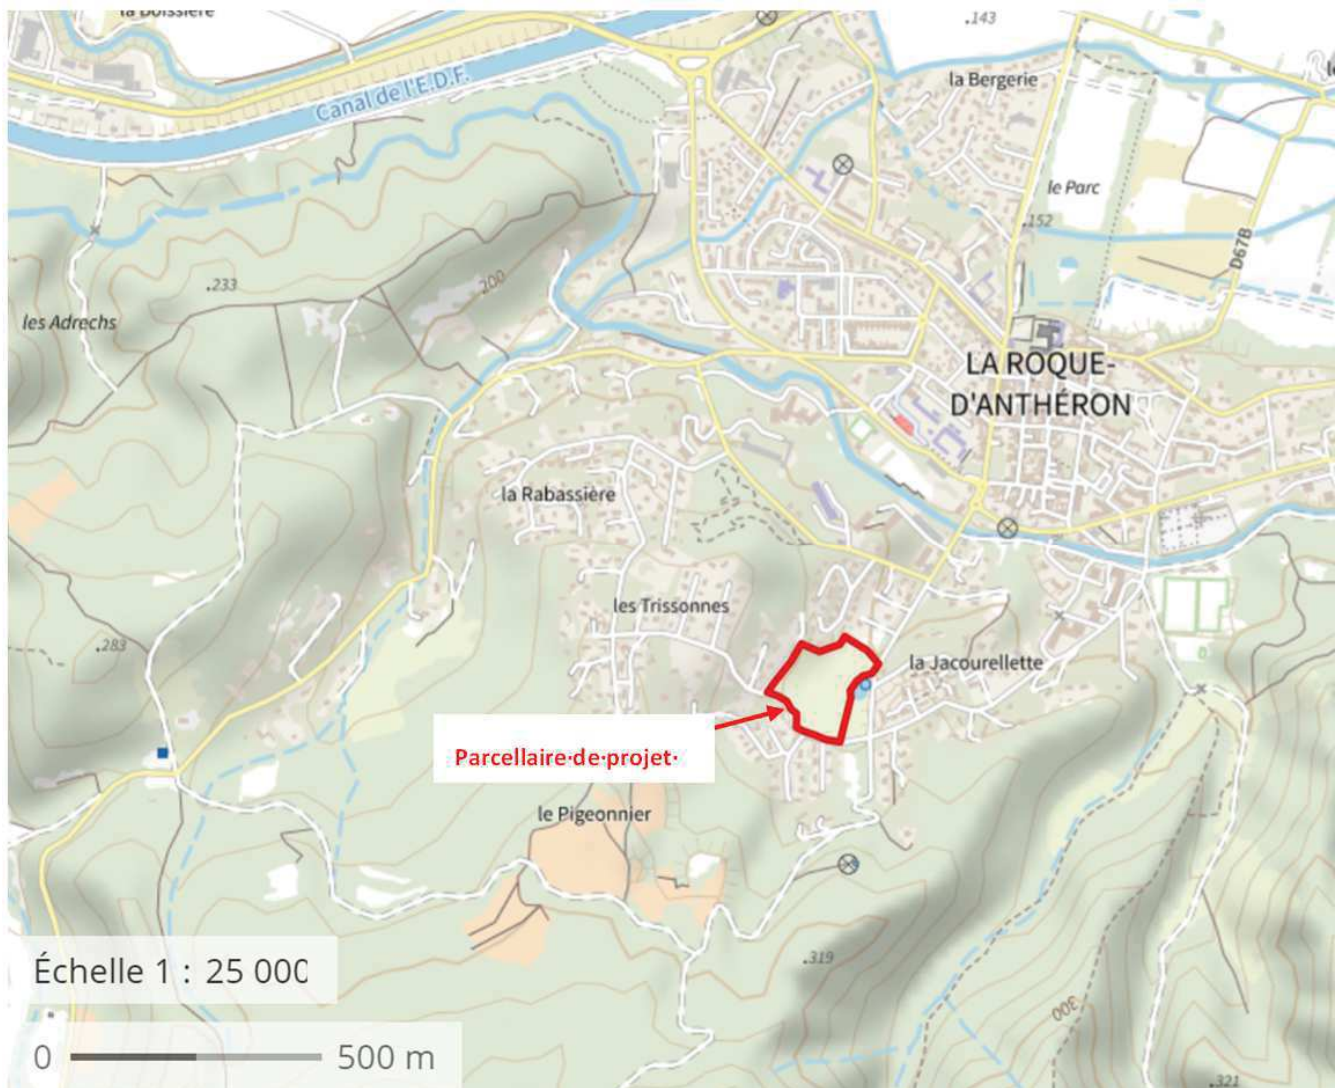 la Boissière
.143
la Bergerie
Canal de l'E.D.F.
le Parc
.152
D67B
.233
200
les Adrechs
LA ROQUE-
D'ANTHÉRON
la Rabassière
les Trissonnes
.283
la Jacourellette
Parcellaire·de·projet·
le Pigeonnier
.319
Échelle 1 : 25 000
300
0 500 m
.321